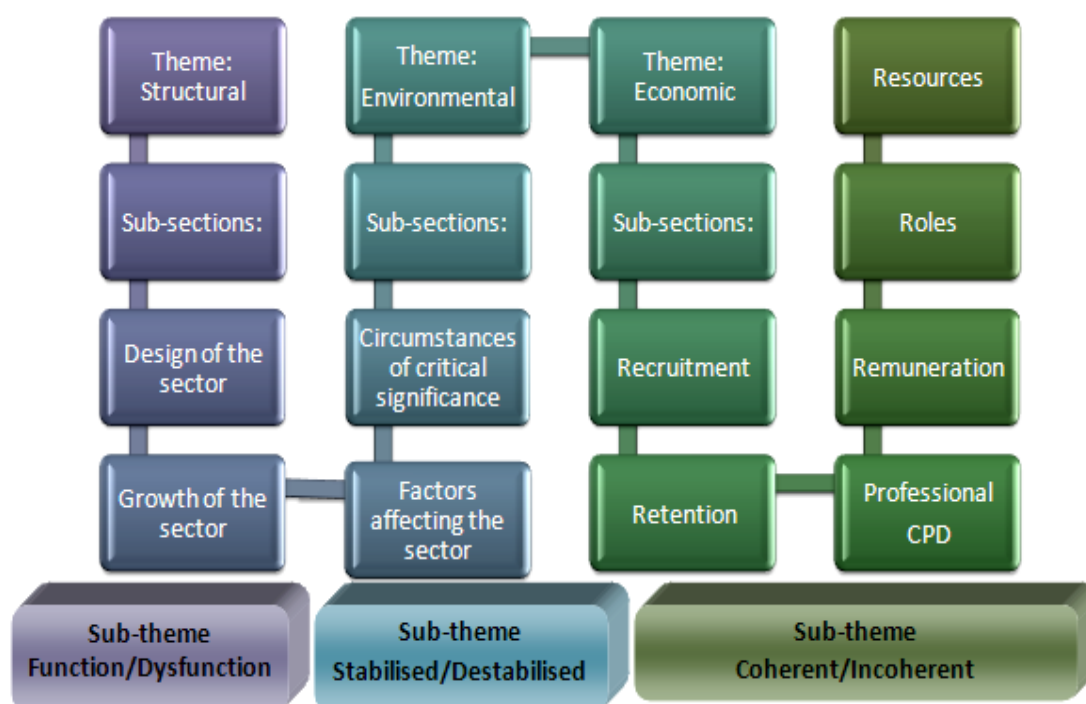 Theme:
Structural
Sub-sections:
Design of the
sector
Growth of the
sector
Theme:
Environmental
Sub-sections:
Circumstances
of critical
significance
Factors
affecting the
sector
Theme:
Economic
Sub-sections:
Recruitment
Retention
Resources
Roles
Remuneration
Professional
CPD
Sub-theme
Function/Dysfunction
Sub-theme
Stabilised/Destabilised
Sub-theme
Coherent/Incoherent